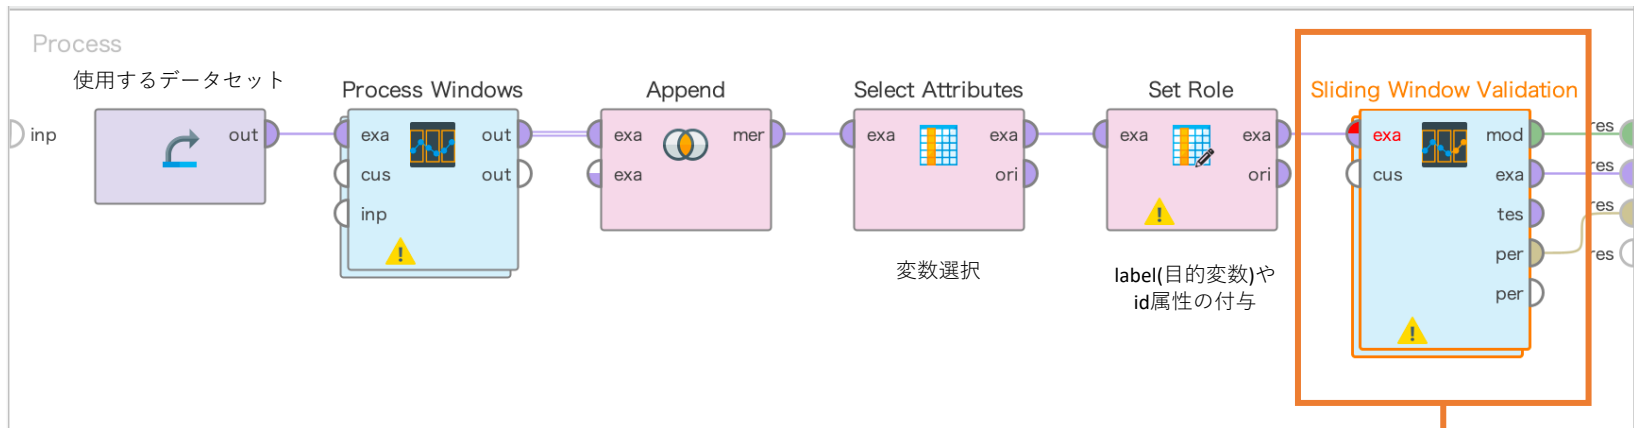 Process
使用するデータセット
Process Windows
Append
Select Attributes
Set Role
Sliding Window Validation
inp
out
exa
out
cus
out
inp
exa
mer
exa
exa
exa
ori
exa
exa
ori
exa
mod
cus
exa
tes
per
per
res
res
res
res
変数選択
label(目的変数)や
id属性の付与